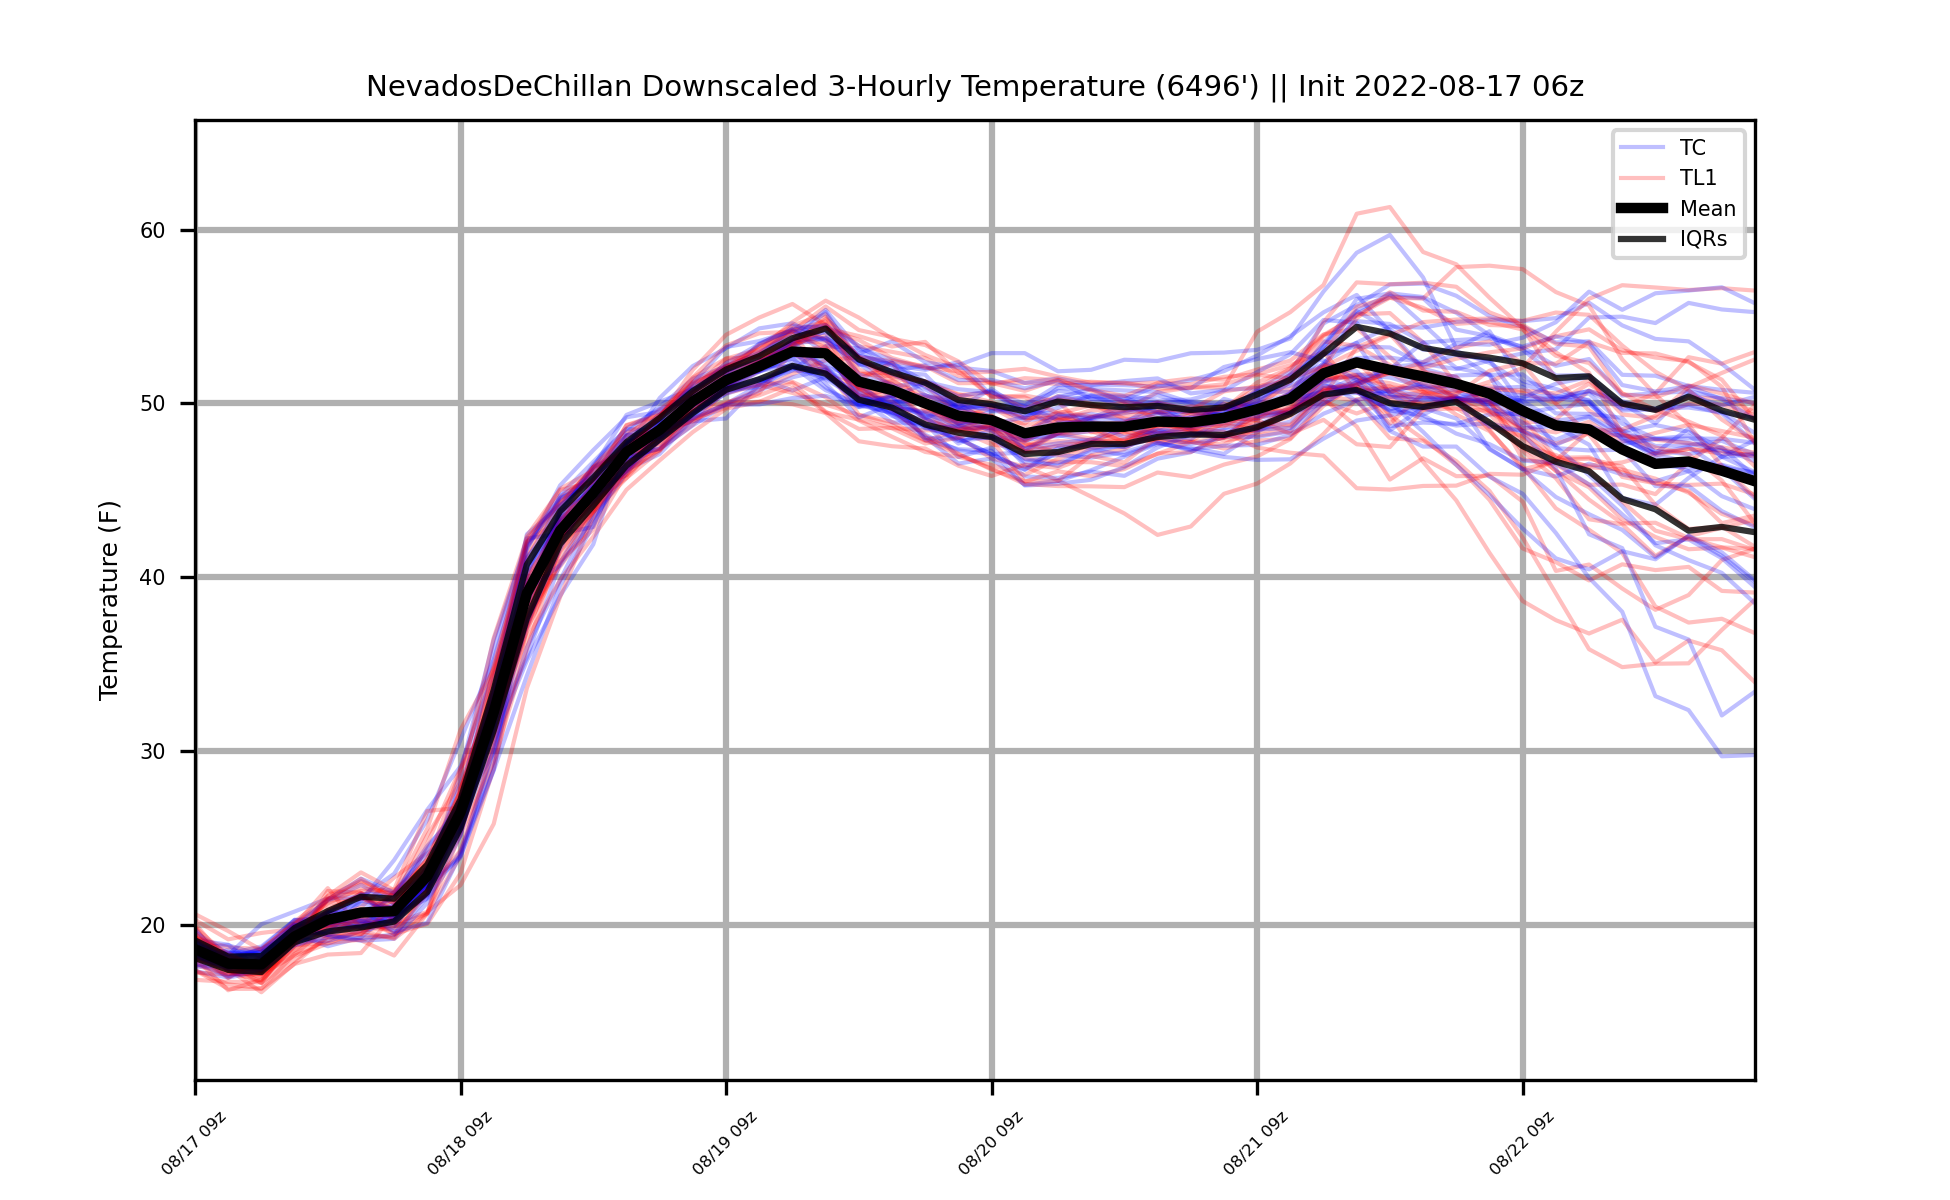 NevadosDeChillan Downscaled 3-Hourly Temperature (6496') || Init 2022-08-17 06z
TC
TL1
Mean
IQRs
Temperature (F)
60
50
40
30
20
08/17 09z
08/18 09z
08/19 09z
08/20 09z
08/21 09z
08/22 09z